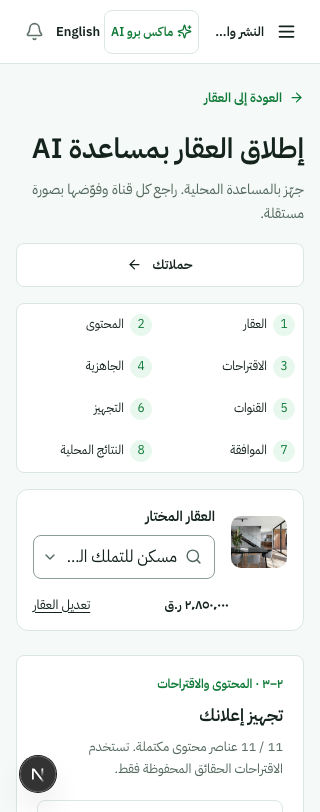 النشر وا...
ماكس برو AI
English
العودة إلى العقار
إطلاق العقار بمساعدة AI
جهّز بالمساعدة المحلية. راجع كل قناة وفوّضها بصورة
مستقلة.
حملاتك
1 العقار
2 المحتوى
3 الاقتراحات
4 الجاهزية
5 القنوات
6 التجهيز
7 الموافقة
8 النتائج المحلية
العقار المختار
مسكن للتملك الـ...
٢,٨٥٠,٠٠٠ ر.ق
تعديل العقار
٢–٣ · المحتوى والاقتراحات
تجهيز إعلانك
11 / 11 عناصر محتوى مكتملة. تستخدم
الاقتراحات الحقائق المحفوظة فقط.
N